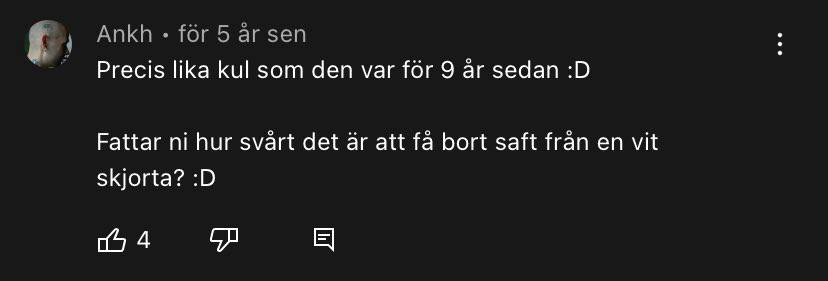 Ankh • för 5 år sen
Precis lika kul som den var för 9 år sedan :D
Fattar ni hur svårt det är att få bort saft från en vit
skjorta? :D
4